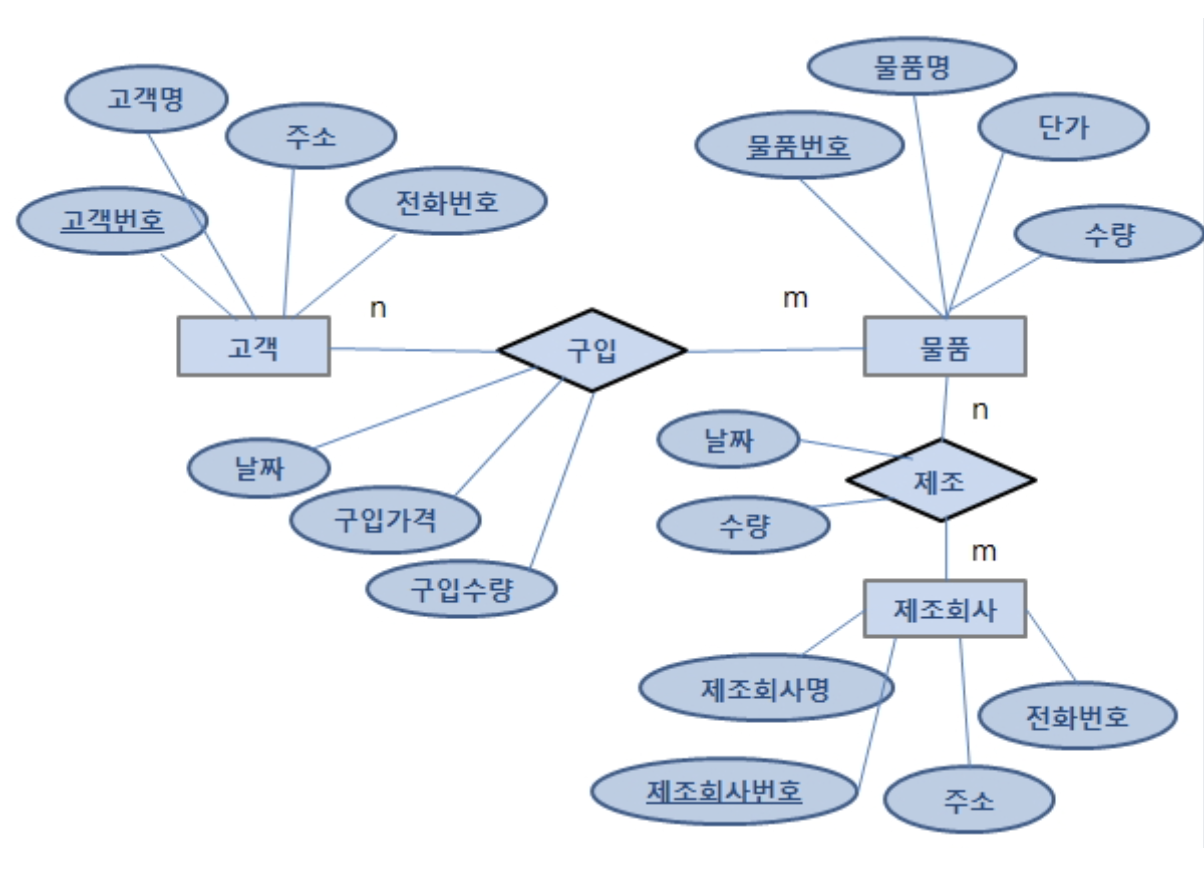 물품명
고객명
단가
주소
물품번호
전화번호
고객번호
수량
n
m
고객
구입
물품
n
날짜
날짜
제조
구입가격
수량
m
구입수량
제조회사
제조회사명
전화번호
제조회사번호
주소